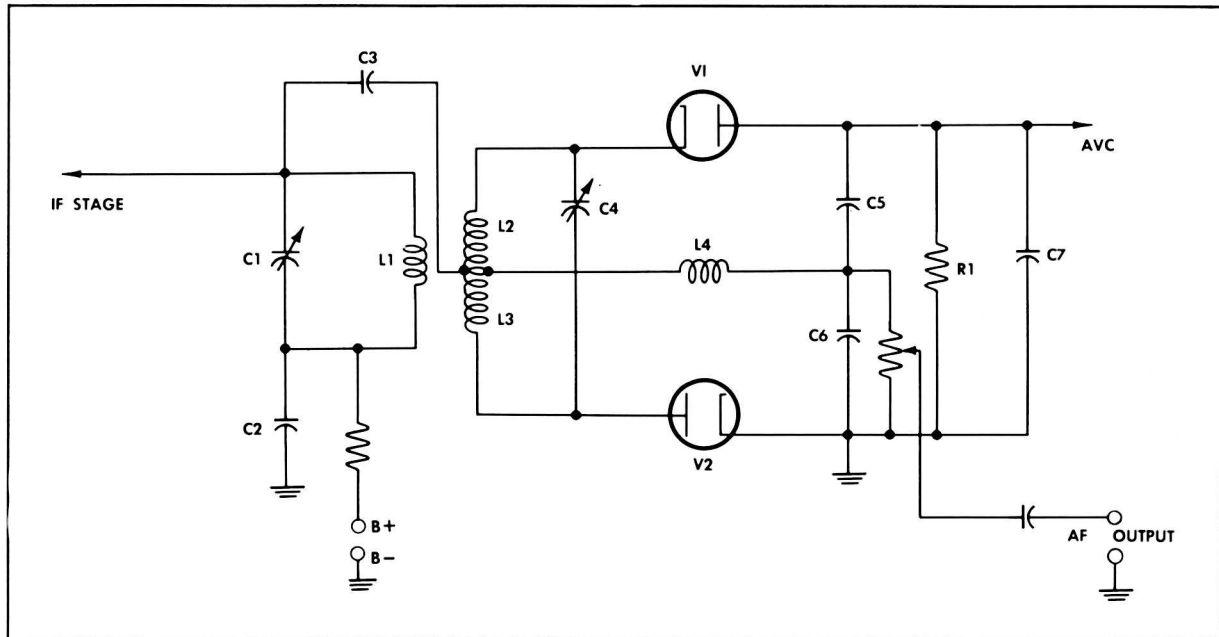 C3
V1
AVC
IF STAGE
L2
C4
C5
C1
L1
L4
R1
C7
L3
C6
C2
V2
B+
B−
AF OUTPUT